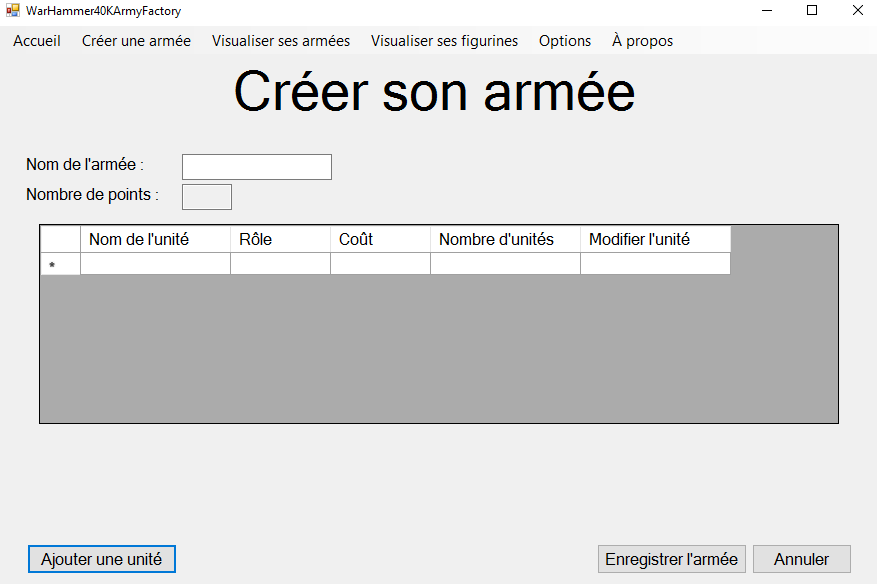 WarHammer40KArmyFactory
Accueil Créer une armée Visualiser ses armées Visualiser ses figurines Options À propos
Créer son armée
Nom de l'armée :
Nombre de points :
Nom de l'unité Rôle Coût Nombre d'unités Modifier l'unité
*
Ajouter une unité Enregistrer l'armée Annuler